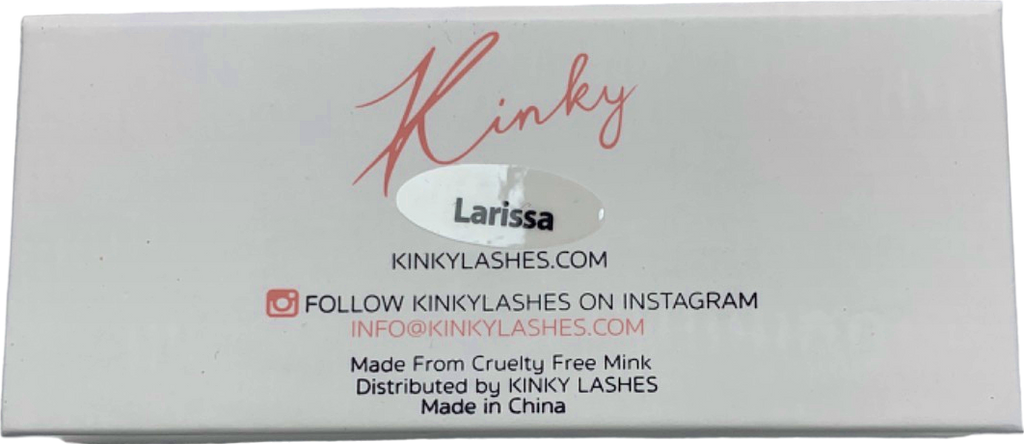 Kinky
Larissa
KINKYLASHES.COM
FOLLOW KINKYLASHES ON INSTAGRAM
INFO@KINKYLASHES.COM
Made From Cruelty Free Mink
Distributed by KINKY LASHES
Made in China